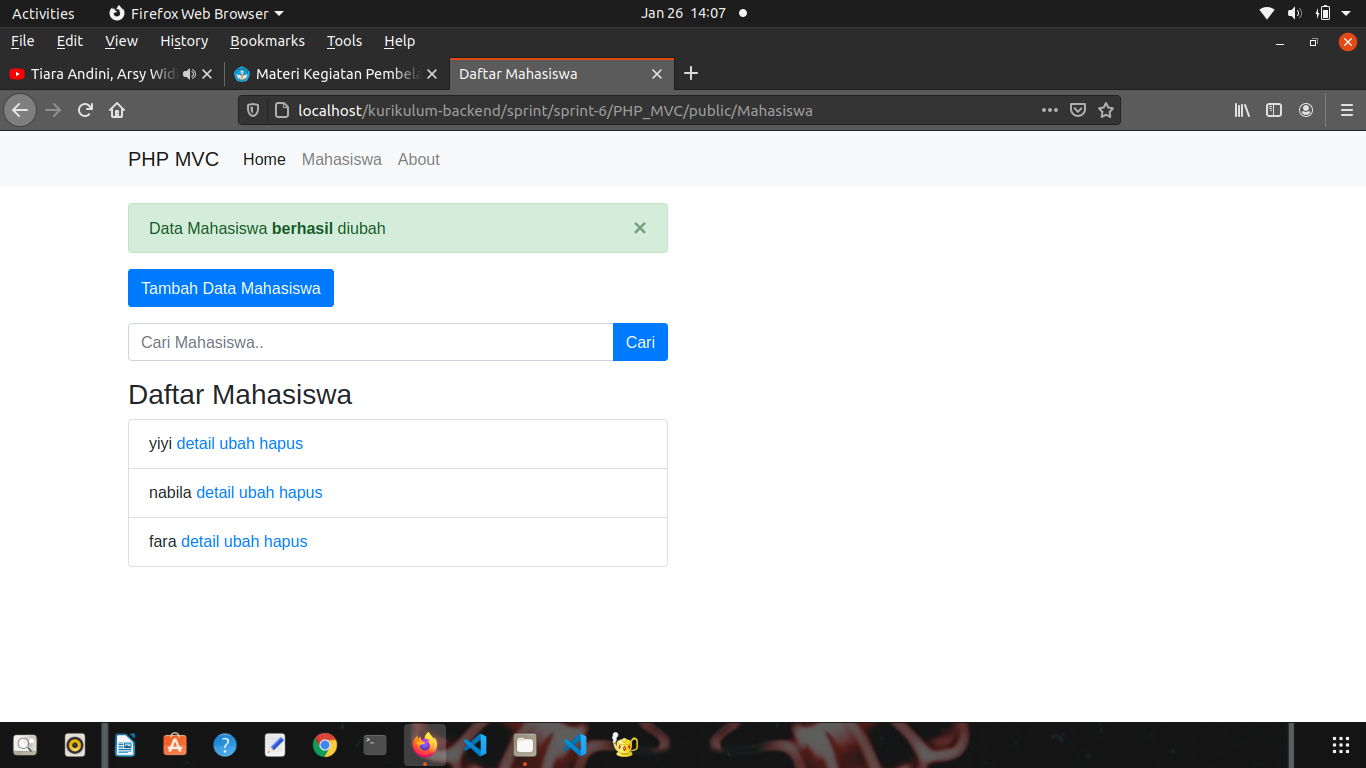 Activities Firefox Web Browser Jan 26 14:07
File Edit View History Bookmarks Tools Help
Tiara Andini, Arsy Widi Materi Kegiatan Pembela Daftar Mahasiswa
localhost/kurikulum-backend/sprint/sprint-6/PHP_MVC/public/Mahasiswa
PHP MVC Home Mahasiswa About
Data Mahasiswa berhasil diubah ×
Tambah Data Mahasiswa
Cari Mahasiswa.. Cari
Daftar Mahasiswa
yiyi detail ubah hapus
nabila detail ubah hapus
fara detail ubah hapus